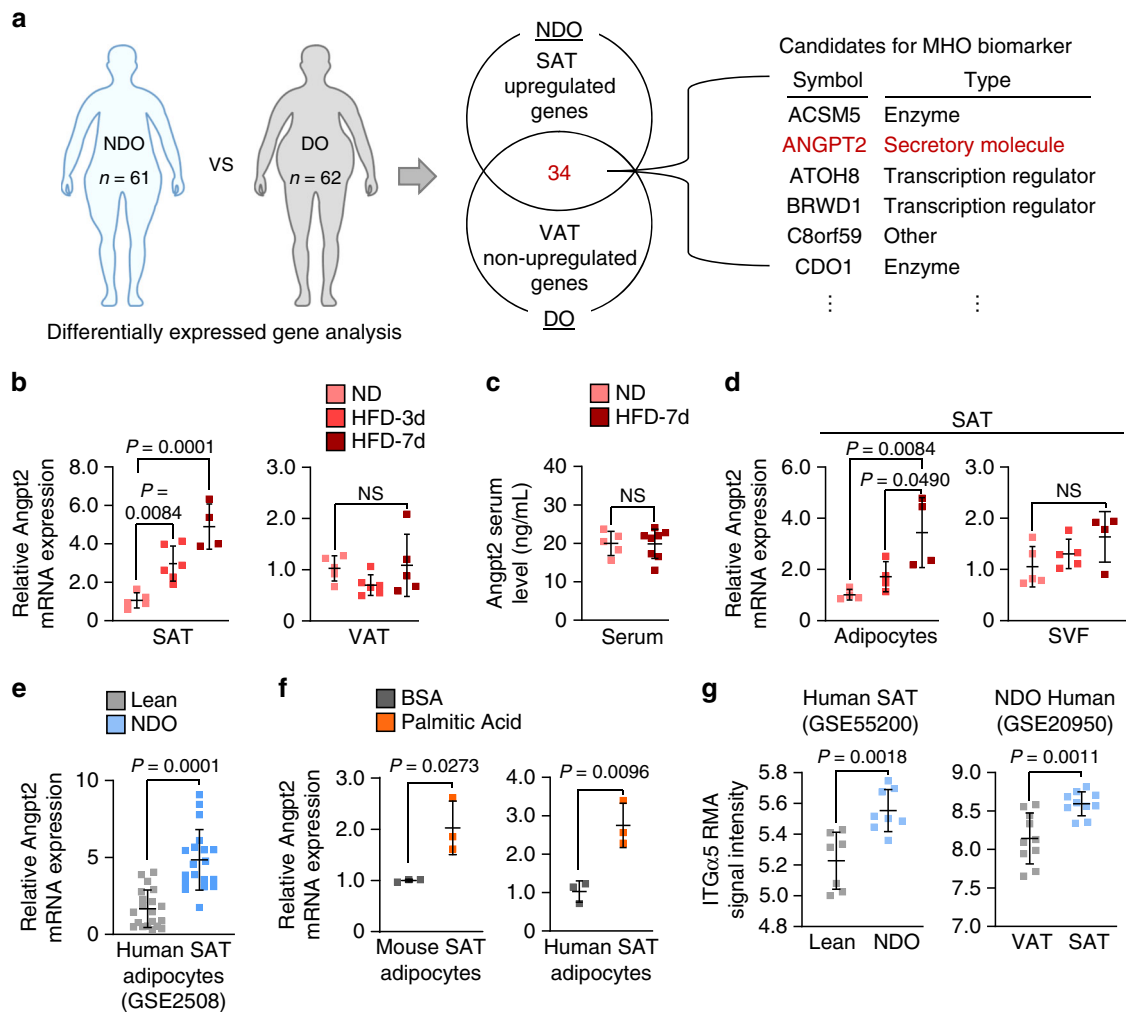 a
NDO
n = 61
VS
DO
n = 62
Differentially expressed gene analysis
NDO
SAT
upregulated
genes
34
VAT
non-upregulated
genes
DO
Candidates for MHO biomarker
Symbol Type
ACSM5 Enzyme
ANGPT2 Secretory molecule
ATOH8 Transcription regulator
BRWD1 Transcription regulator
C8orf59 Other
CDO1 Enzyme
⋮ ⋮
b
ND
HFD-3d
HFD-7d
Relative Angpt2
mRNA expression
P = 0.0001
P =
0.0084
8.0
6.0
4.0
2.0
0
SAT
3.0
2.0
1.0
0
NS
VAT
c
ND
HFD-7d
Angpt2 serum
level (ng/mL)
40
30
20
10
0
NS
Serum
d
SAT
Relative Angpt2
mRNA expression
P = 0.0084
P = 0.0490
6.0
4.0
2.0
0
Adipocytes
3.0
2.0
1.0
0
NS
SVF
e
Lean
NDO
Relative Angpt2
mRNA expression
P = 0.0001
10
5
0
Human SAT
adipocytes
(GSE2508)
f
BSA
Palmitic Acid
Relative Angpt2
mRNA expression
P = 0.0273
3.0
2.0
1.0
0
Mouse SAT
adipocytes
P = 0.0096
4.0
3.0
2.0
1.0
0
Human SAT
adipocytes
g
Human SAT
(GSE55200)
ITGα5 RMA
signal intensity
P = 0.0018
5.8
5.6
5.4
5.2
5.0
4.8
Lean NDO
NDO Human
(GSE20950)
P = 0.0011
9.0
8.5
8.0
7.5
7.0
VAT SAT